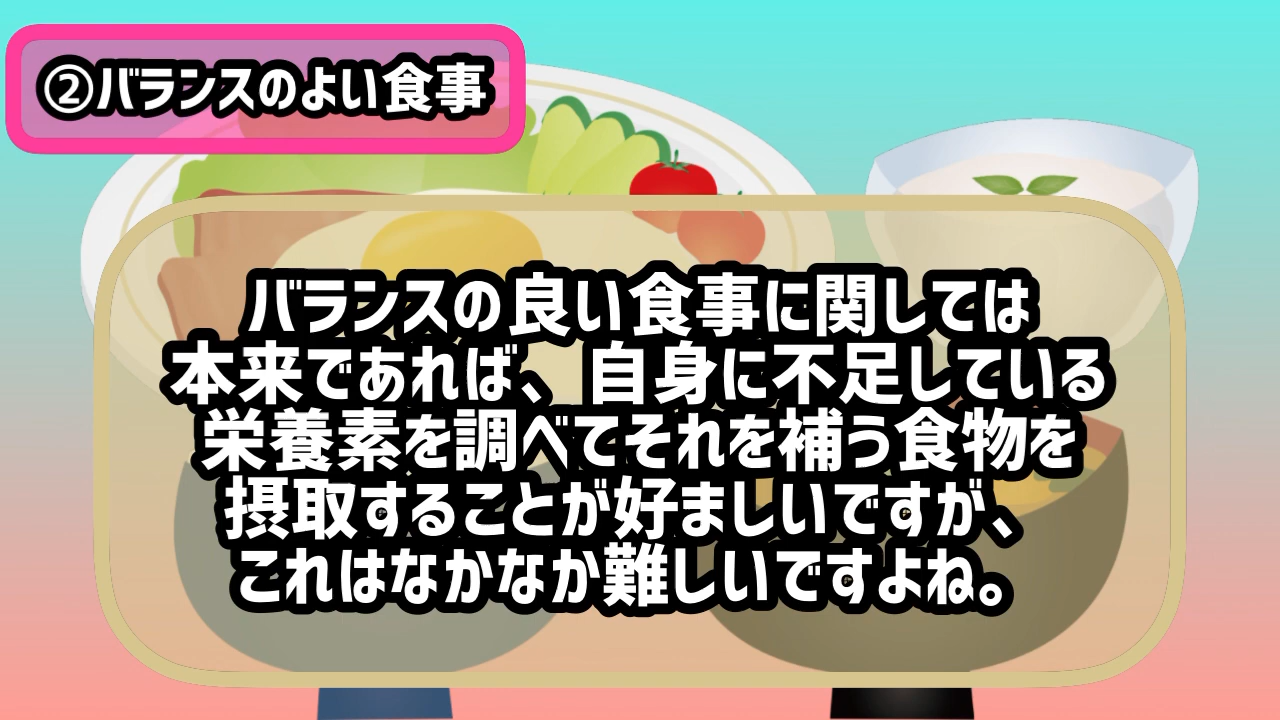 ②バランスのよい食事
バランスの良い食事に関しては
本来であれば、自身に不足している
栄養素を調べてそれを補う食物を
摂取することが好ましいですが、
これはなかなか難しいですよね。